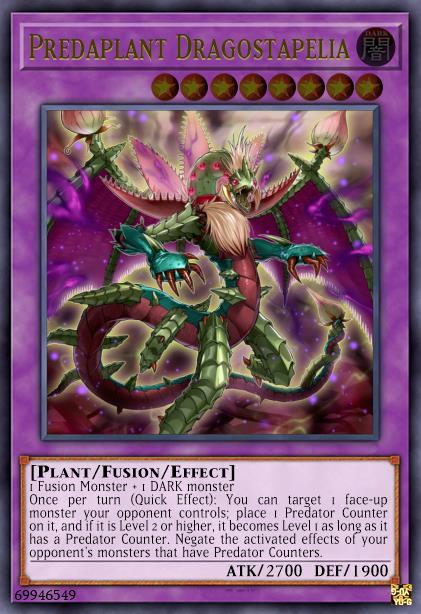 PREDAPLANT DRAGOSTAPELIA
DARK
闇
[PLANT/FUSION/EFFECT]
1 Fusion Monster + 1 DARK monster
Once per turn (Quick Effect): You can target 1 face-up
monster your opponent controls; place 1 Predator Counter
on it, and if it is Level 2 or higher, it becomes Level 1 as long as it
has a Predator Counter. Negate the activated effects of your
opponent's monsters that have Predator Counters.
ATK/2700 DEF/1900
69946549